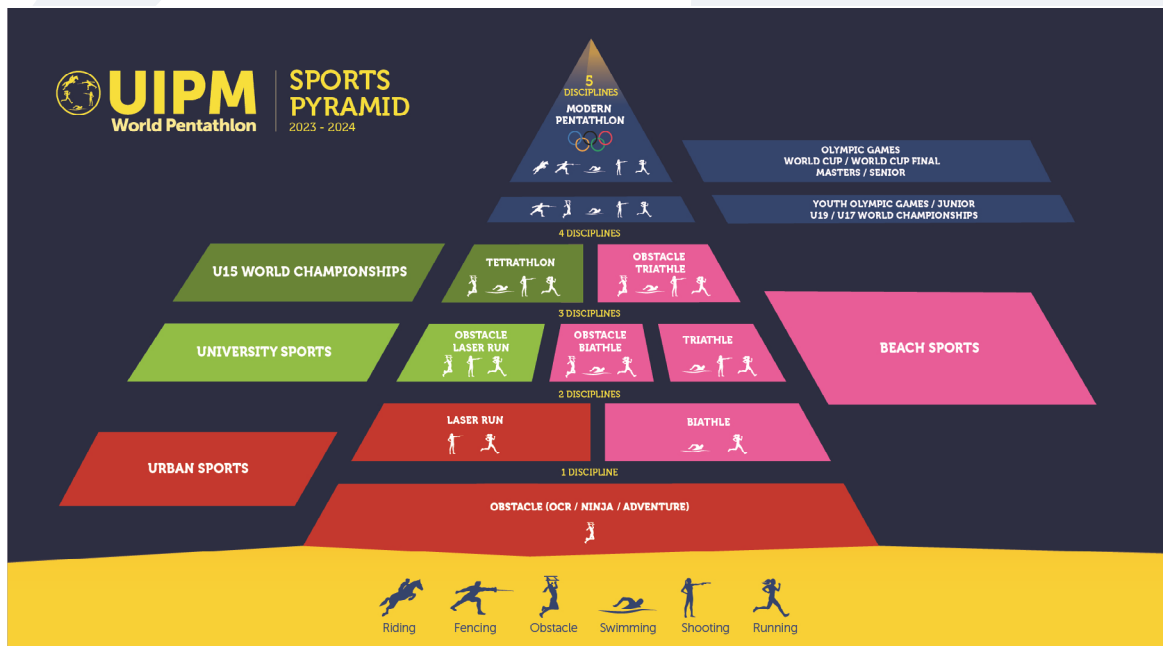 UIPM
World Pentathlon
SPORTS
PYRAMID
2023 - 2024
5
DISCIPLINES
MODERN
PENTATHLON
OLYMPIC GAMES
WORLD CUP / WORLD CUP FINAL
MASTERS / SENIOR
YOUTH OLYMPIC GAMES / JUNIOR
U19 / U17 WORLD CHAMPIONSHIPS
4 DISCIPLINES
U15 WORLD CHAMPIONSHIPS
TETRATHLON
OBSTACLE
TRIATHLE
3 DISCIPLINES
UNIVERSITY SPORTS
OBSTACLE
LASER RUN
OBSTACLE
BIATHLE
TRIATHLE
BEACH SPORTS
2 DISCIPLINES
LASER RUN
BIATHLE
URBAN SPORTS
1 DISCIPLINE
OBSTACLE (OCR / NINJA / ADVENTURE)
Riding
Fencing
Obstacle
Swimming
Shooting
Running